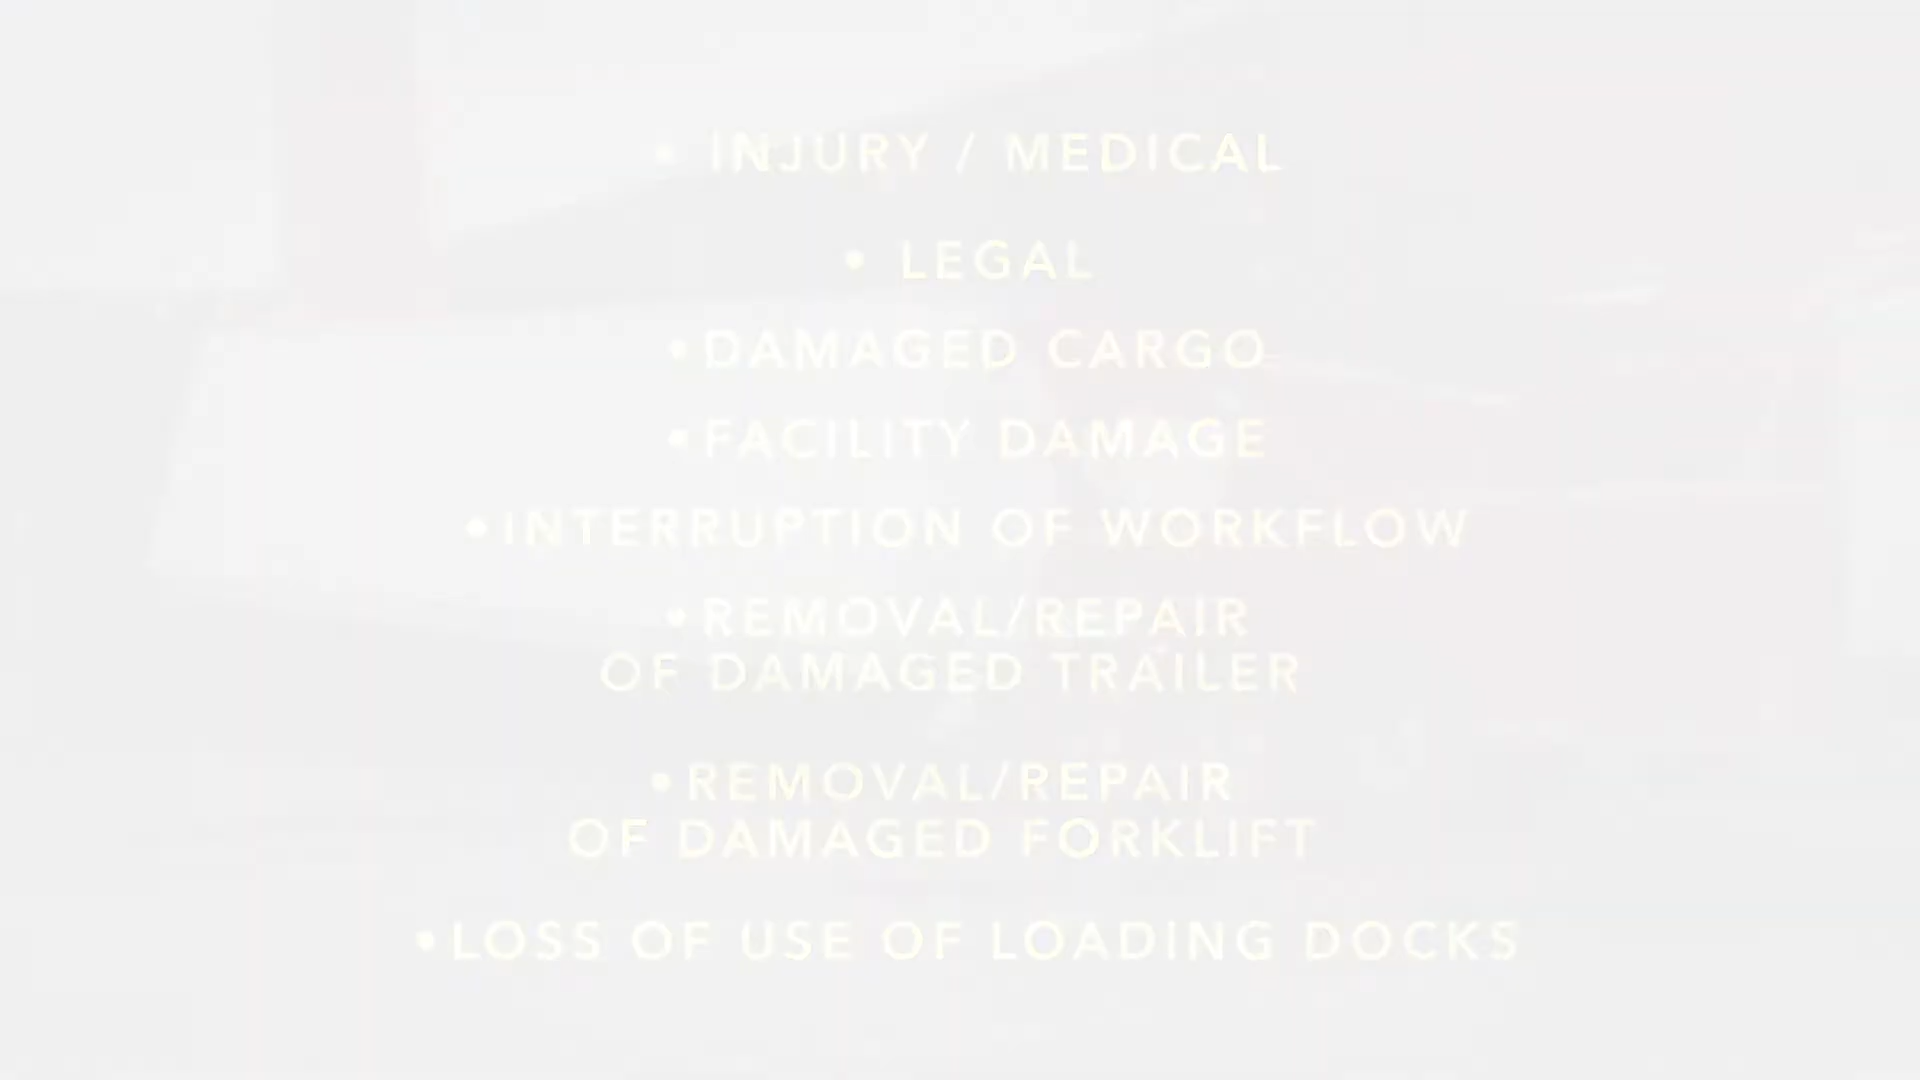 • INJURY / MEDICAL
• LEGAL
•DAMAGED CARGO
•FACILITY DAMAGE
•INTERRUPTION OF WORKFLOW
•REMOVAL/REPAIR
OF DAMAGED TRAILER
•REMOVAL/REPAIR
OF DAMAGED FORKLIFT
•LOSS OF USE OF LOADING DOCKS